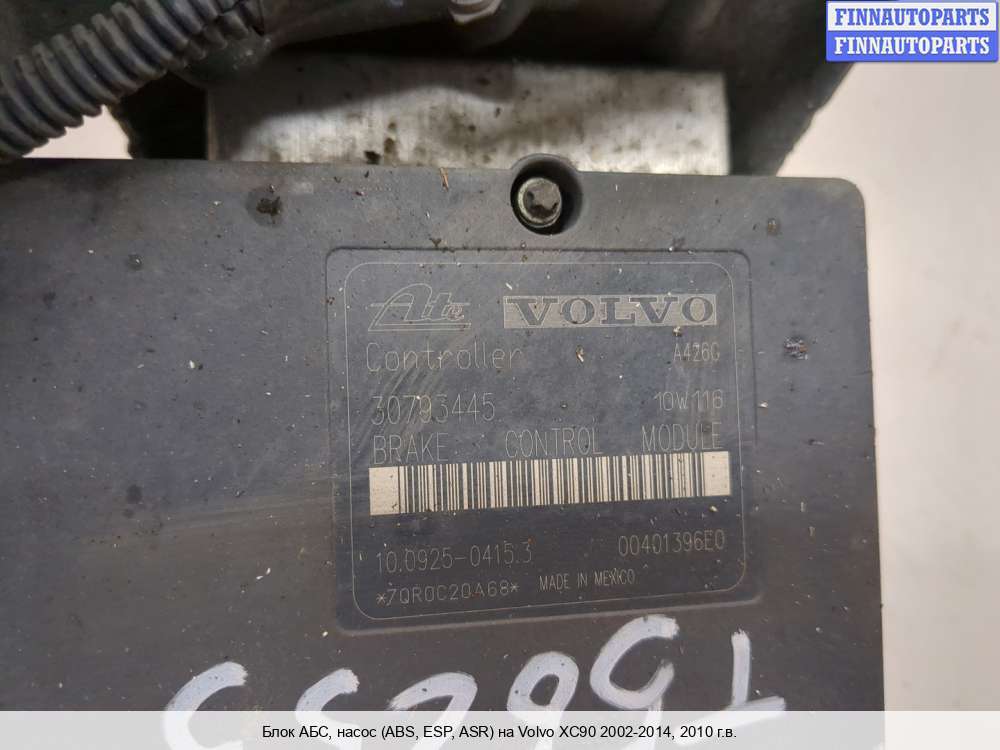 FINNAUTOPARTS
FINNAUTOPARTS
Ate VOLVO
Controller A426G
30793445 10W116
BRAKE CONTROL MODULE
10.0925-0415.3 00401396E0
*7QR0C20A68* MADE IN MEXICO
Блок АБС, насос (ABS, ESP, ASR) на Volvo XC90 2002-2014, 2010 г.в.